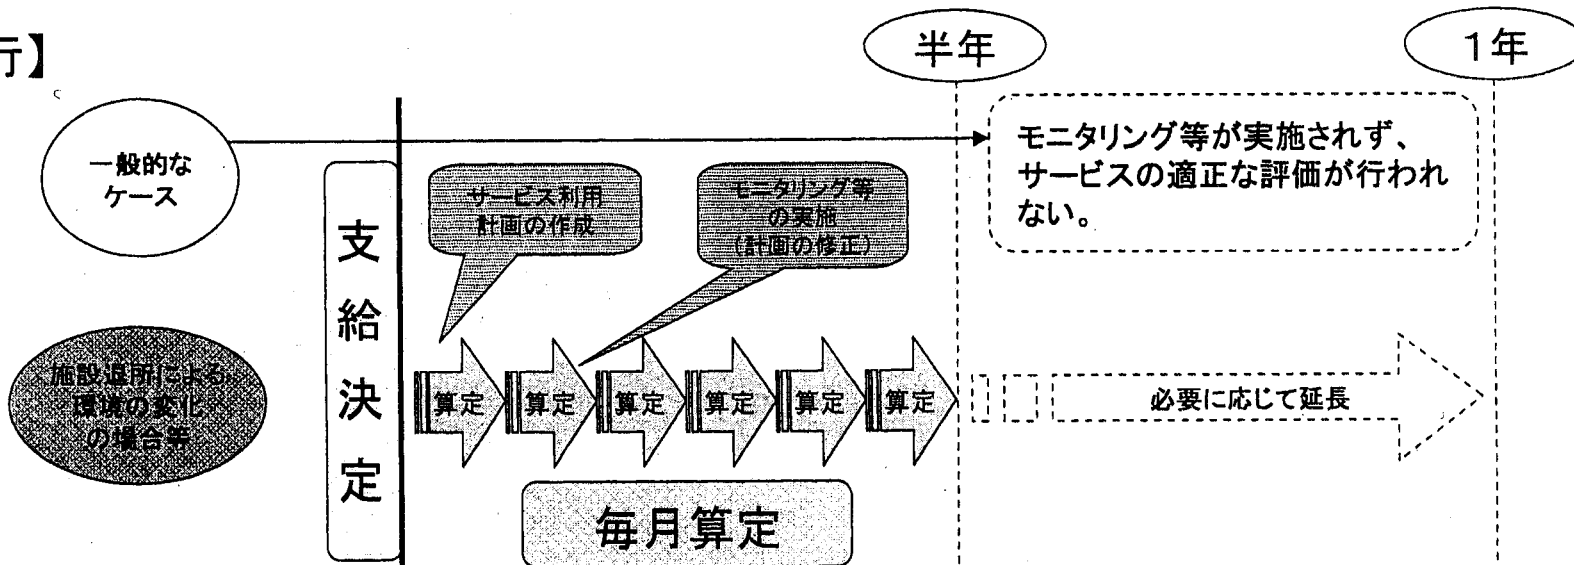 行】
半年
1年
一般的な
ケース
モニタリング等が実施されず、
サービスの適正な評価が行われ
ない。
サービス利用
計画の作成
モニタリング等
の実施
(計画の修正)
支
給
決
定
施設退所による
環境の変化
の場合等
算定
算定
算定
算定
算定
算定
必要に応じて延長
毎月算定